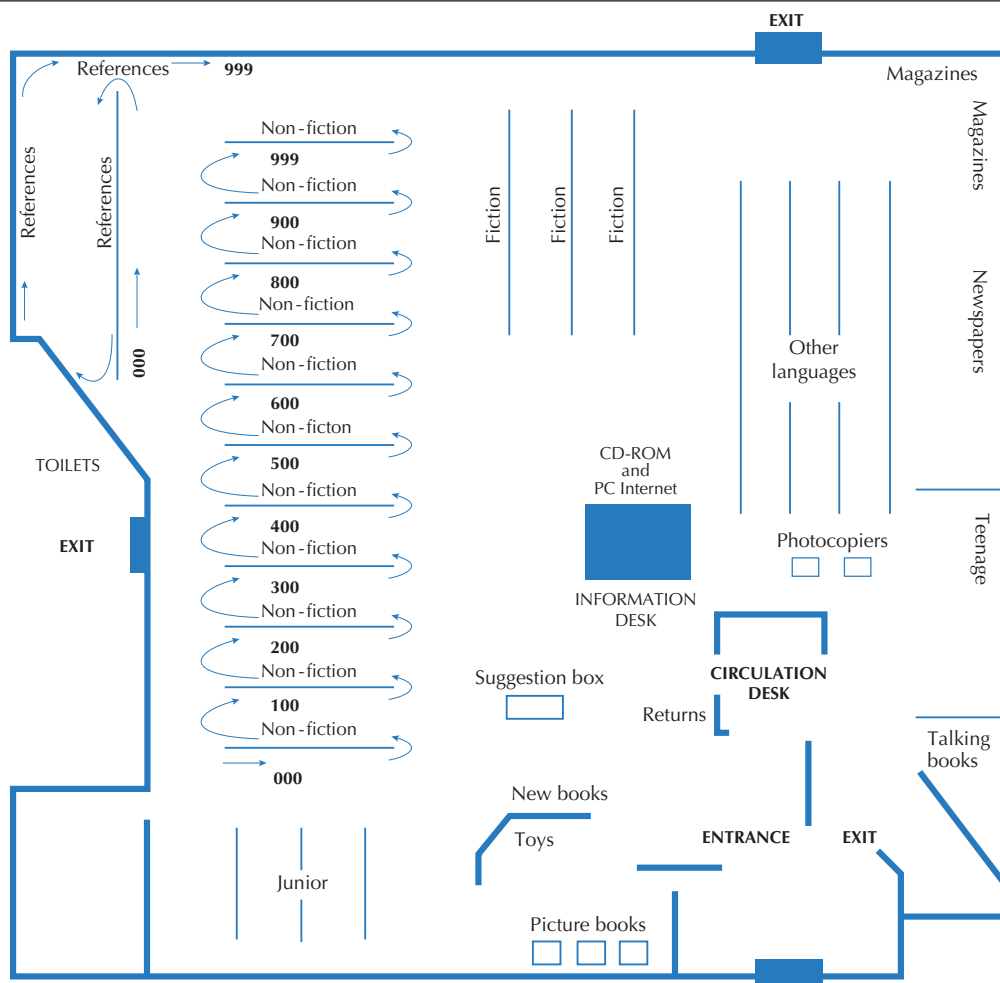 EXIT
References
999
Magazines
Magazines
References
References
000
Non-fiction
999
Non-fiction
900
Non-fiction
800
Non-fiction
700
Non-fiction
600
Non-ficton
500
Non-fiction
400
Non-fiction
300
Non-fiction
200
Non-fiction
100
Non-fiction
000
Fiction
Fiction
Fiction
Newspapers
Other
languages
TOILETS
EXIT
CD-ROM
and
PC Internet
INFORMATION
DESK
Photocopiers
Teenage
Suggestion box
CIRCULATION
DESK
Returns
Talking
books
New books
Toys
ENTRANCE
EXIT
Junior
Picture books